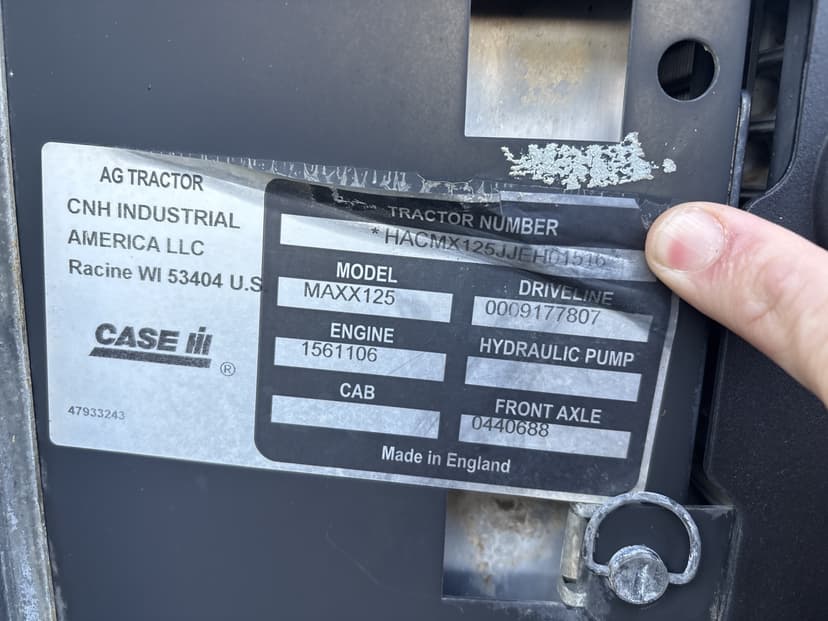 AG TRACTOR
CNH INDUSTRIAL
AMERICA LLC
Racine WI 53404 U.S
CASE IH
®
47933243
TRACTOR NUMBER
*HACMX125JJEH01516
MODEL
MAXX125
DRIVELINE
0009177807
ENGINE
1561106
HYDRAULIC PUMP
CAB
FRONT AXLE
0440688
Made in England